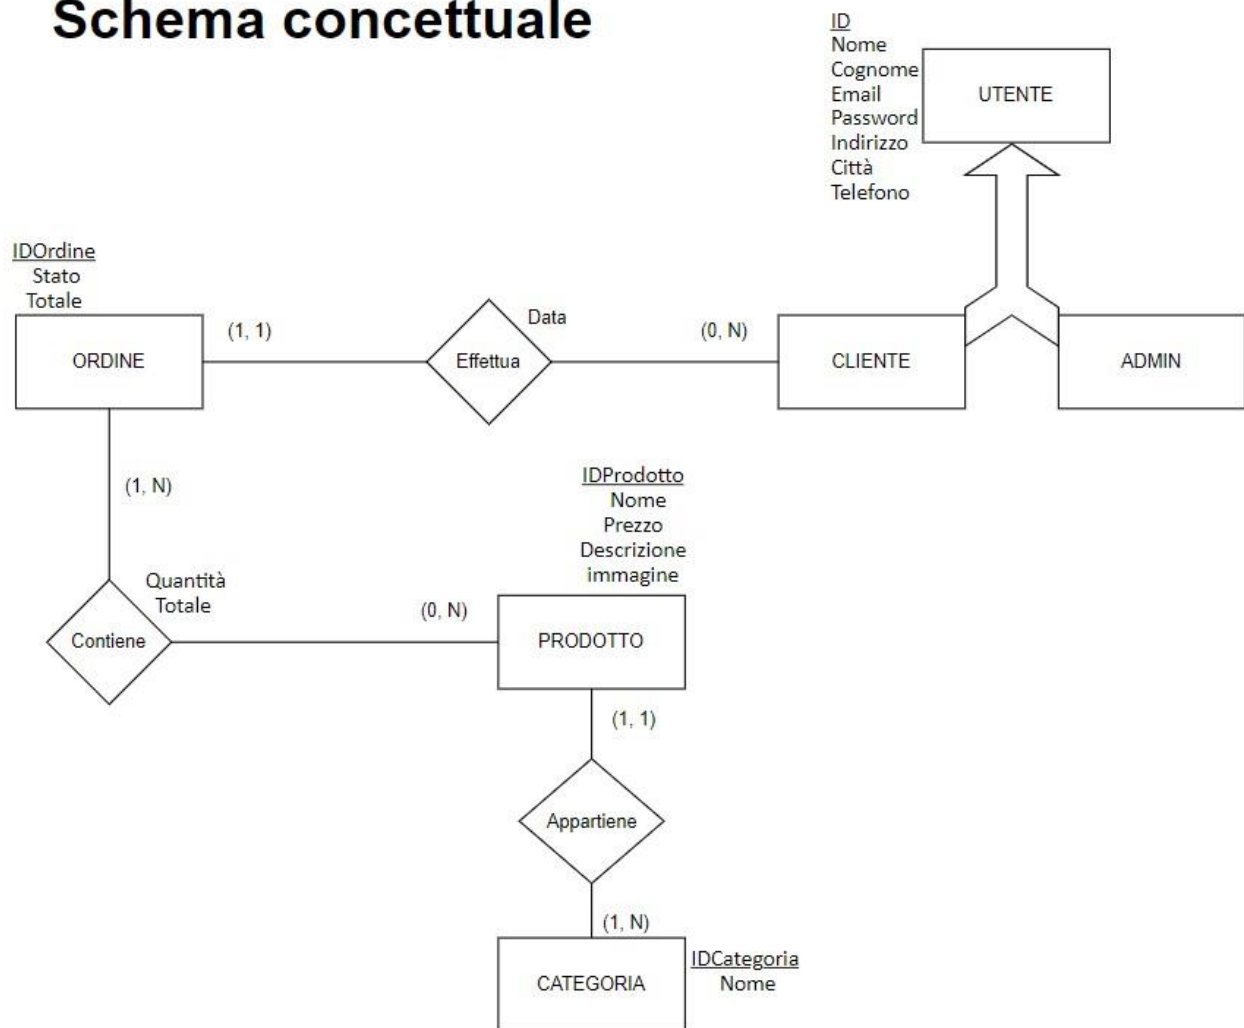 Schema concettuale
ID
Nome
Cognome
Email
Password
Indirizzo
Città
Telefono
UTENTE
IDOrdine
Stato
Totale
ORDINE
(1, 1)
Effettua
Data
(0, N)
CLIENTE
ADMIN
(1, N)
Contiene
Quantità
Totale
(0, N)
IDProdotto
Nome
Prezzo
Descrizione
immagine
PRODOTTO
(1, 1)
Appartiene
(1, N)
CATEGORIA
IDCategoria
Nome